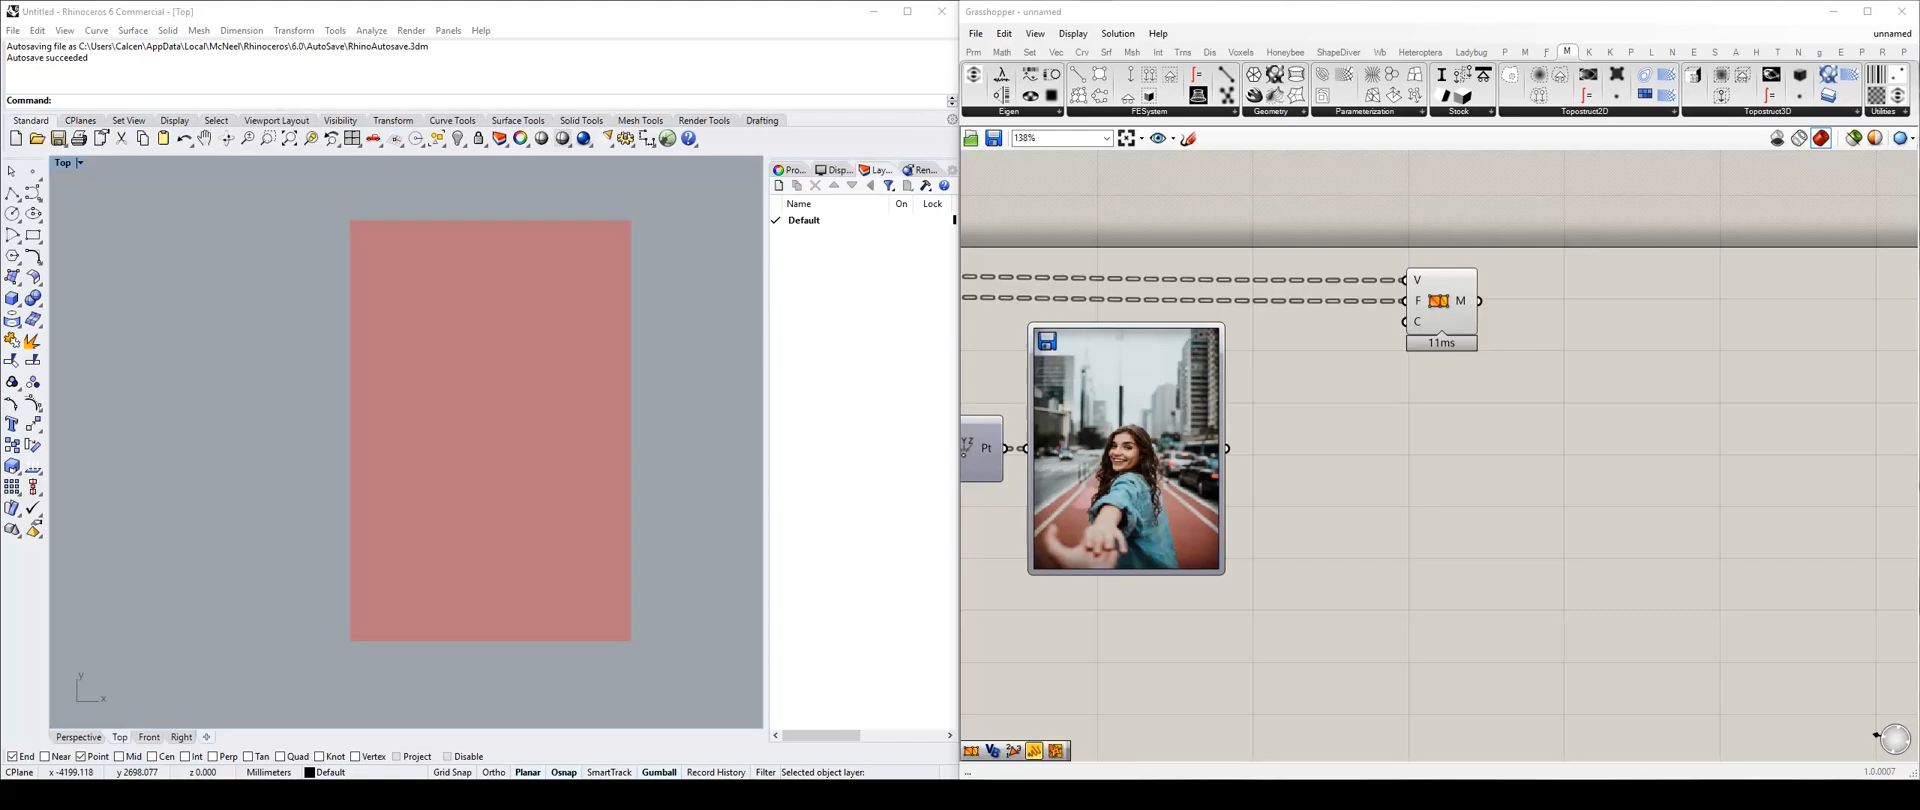 Untitled - Rhinoceros 6 Commercial - [Top]
File Edit View Curve Surface Solid Mesh Dimension Transform Tools Analyze Render Panels Help
Autosaving file as C:\Users\Calcen\AppData\Local\McNeel\Rhinoceros\6.0\AutoSave\RhinoAutosave.3dm
Autosave succeeded
Command:
Standard CPlanes Set View Display Select Viewport Layout Visibility Transform Curve Tools Surface Tools Solid Tools Mesh Tools Render Tools Drafting
Top
Pro... Disp... Lay... Ren...
Name On Lock
Default
y
x
Perspective Top Front Right
End Near Point Mid Cen Int Perp Tan Quad Knot Vertex Project Disable
CPlane x -4199.118 y 2698.077 z 0.000 Millimeters Default Grid Snap Ortho Planar Osnap SmartTrack Gumball Record History Filter Selected object layer:
Grasshopper - unnamed
File Edit View Display Solution Help unnamed
Prm Math Set Vec Crv Srf Msh Int Trns Dis Voxels Honeybee ShapeDiver Wb Heteroptera Ladybug P M F M K K P L E S A H T N g E P R P
Eigen FESystem Geometry Parameterization Stock Topostruct2D Topostruct3D Utilities
138%
V
F M
C
11ms
Pt
1.0.0007